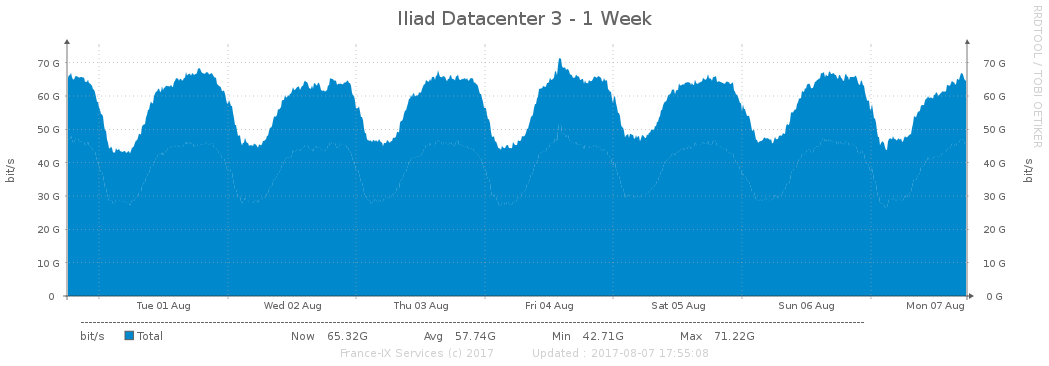 Iliad Datacenter 3 - 1 Week
RRDTOOL / TOBI OETIKER
bit/s
70 G
60 G
50 G
40 G
30 G
20 G
10 G
0
70 G
60 G
50 G
40 G
30 G
20 G
10 G
0 G
bit/s
Tue 01 Aug Wed 02 Aug Thu 03 Aug Fri 04 Aug Sat 05 Aug Sun 06 Aug Mon 07 Aug
bit/s Total Now 65.32G Avg 57.74G Min 42.71G Max 71.22G
France-IX Services (c) 2017 Updated : 2017-08-07 17:55:08